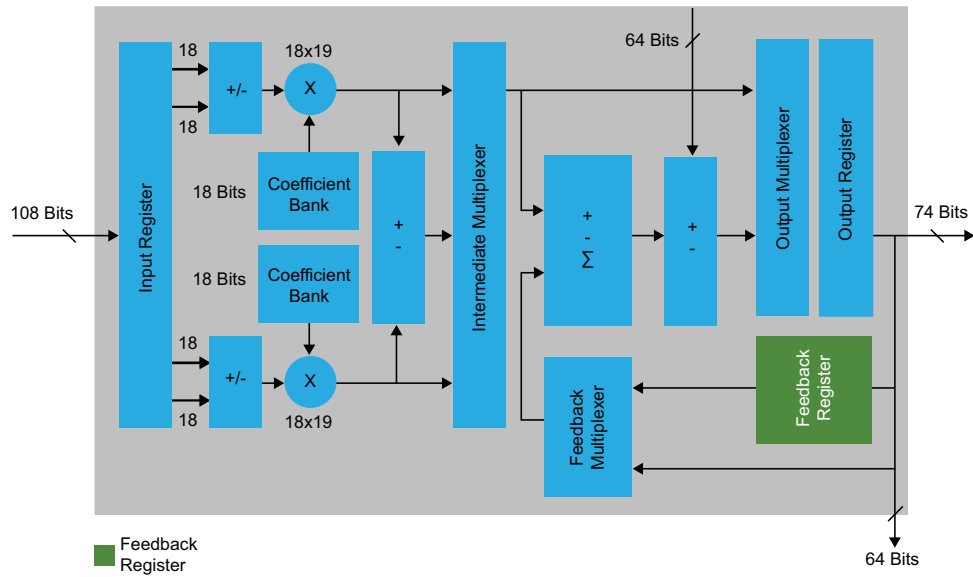 64 Bits
18
18x19
+/-
X
18
18 Bits
Coefficient
Bank
108 Bits
Input Register
+
-
Intermediate Multiplexer
+
-
Σ
+
-
Output Multiplexer
Output Register
74 Bits
18 Bits
Coefficient
Bank
18
+/-
X
18
18x19
Feedback
Multiplexer
Feedback
Register
Feedback
Register
64 Bits